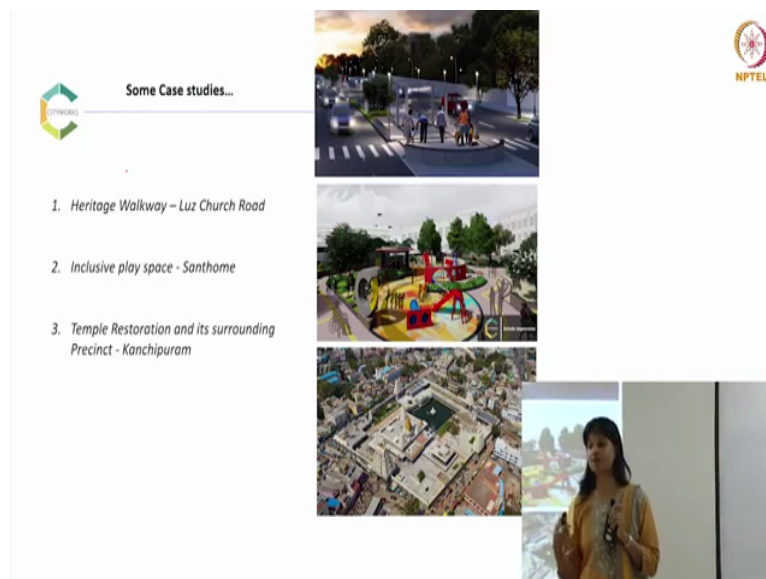 Some Case studies...
NPTEL
CITYWORKS
1. Heritage Walkway – Luz Church Road
2. Inclusive play space - Santhome
3. Temple Restoration and its surrounding
Precinct - Kanchipuram